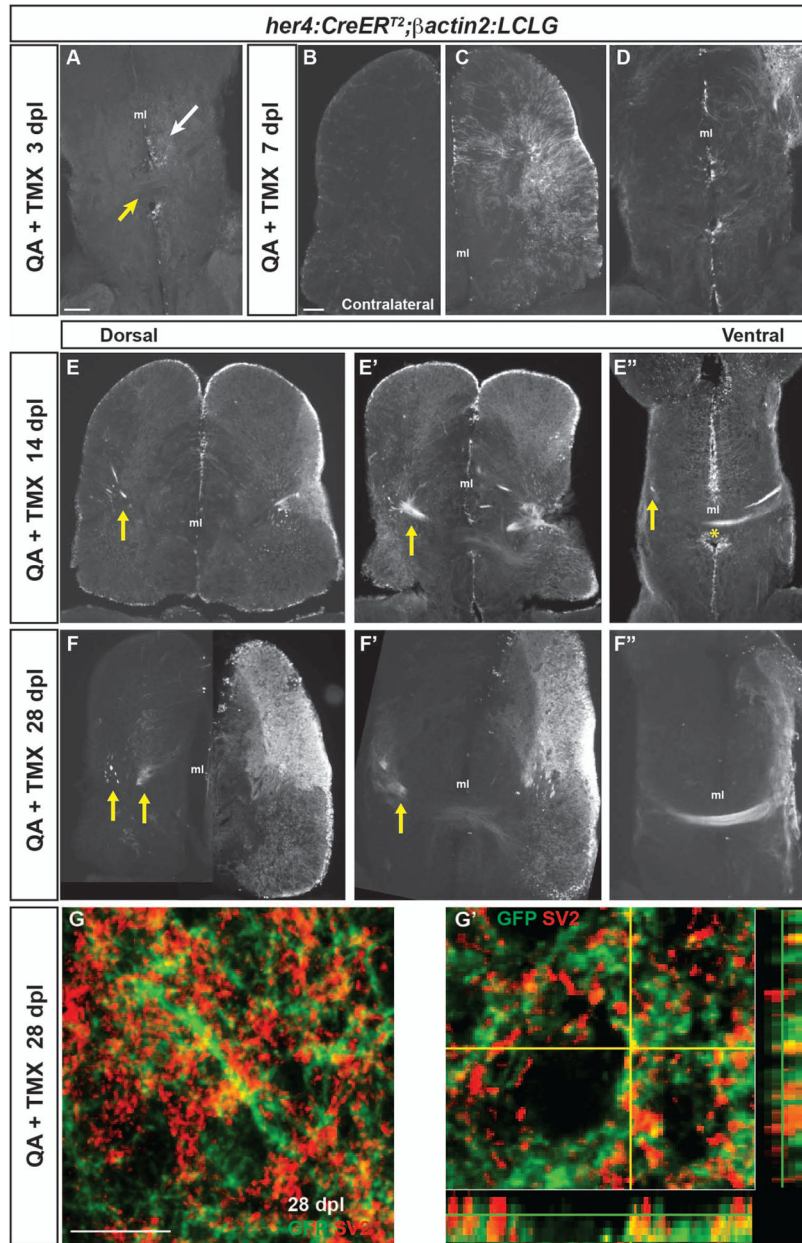 her4:CreERT2;βactin2:LCLG
QA + TMX 3 dpl
A
ml
QA + TMX 7 dpl
B
Contralateral
C
ml
D
ml
Dorsal
Ventral
QA + TMX 14 dpl
E
ml
E'
ml
E"
ml
*
QA + TMX 28 dpl
F
ml
F'
ml
F"
ml
QA + TMX 28 dpl
G
28 dpl
GFP SV2
G'
GFP SV2